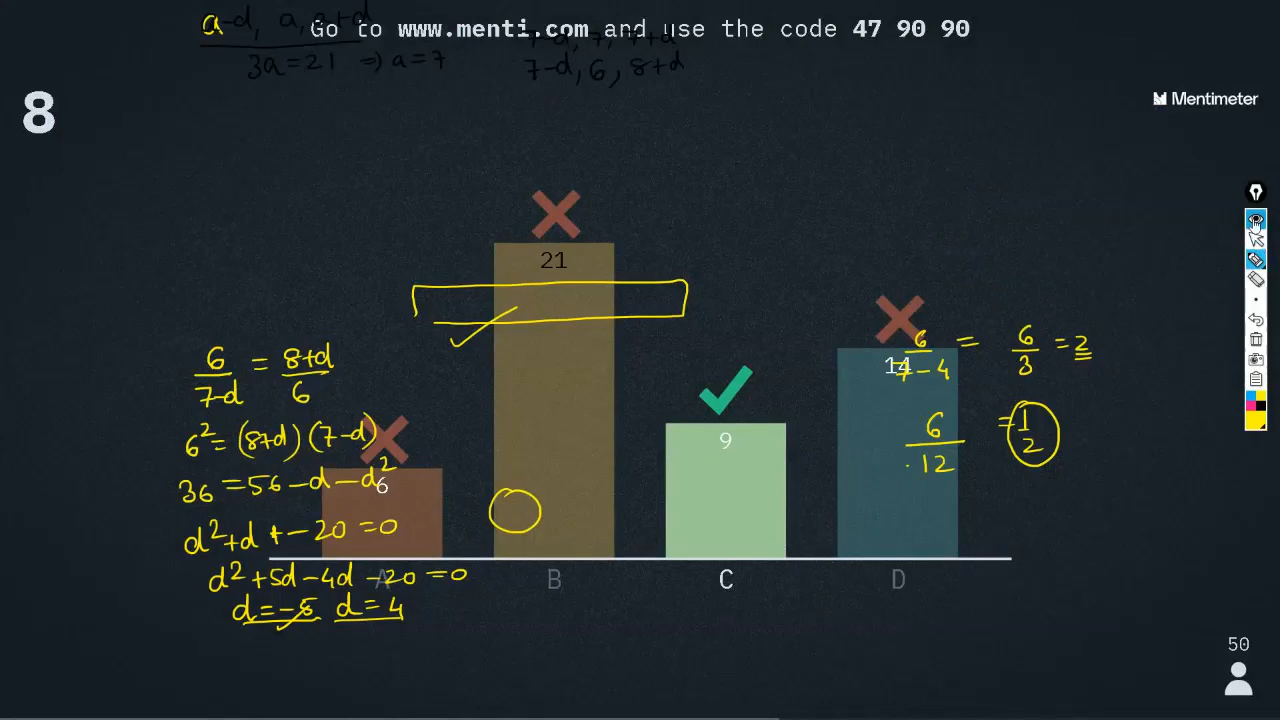 a-d, a, a+d
Go to www.menti.com and use the code 47 90 90
3a=21 ⇒ a=7
7-d, 7, 7+d
7-d, 6, 8+d
8
Mentimeter
21
14
9
6
6/(7-d) = (8+d)/6
6² = (8+d)(7-d)
36 = 56 -d -d²
d²+d+-20=0
d²+5d-4d-20=0
d=-5 d=4
6/(7-4) = 6/3 = 2
6/12 = 1/2
A B C D
50